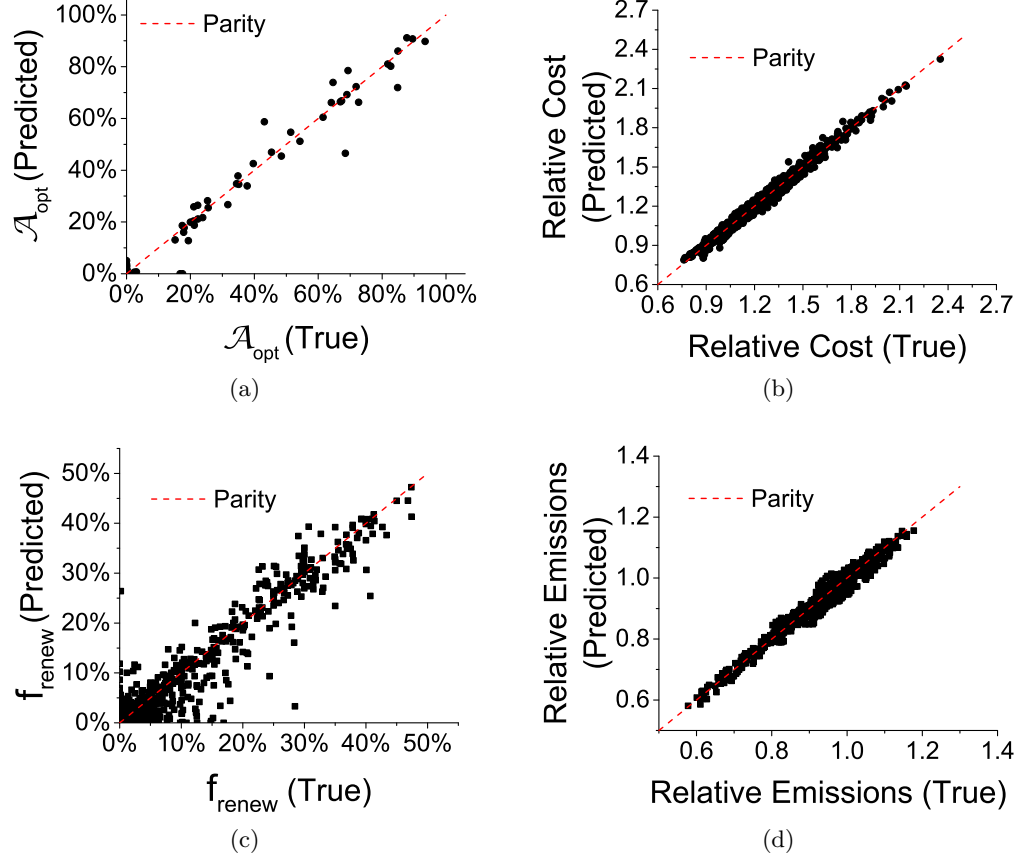 100%
80%
60%
40%
20%
0%
𝒜opt (Predicted)
Parity
0% 20% 40% 60% 80% 100%
𝒜opt (True)
(a)
2.7
2.4
2.1
1.8
1.5
1.2
0.9
0.6
Relative Cost
(Predicted)
Parity
0.6 0.9 1.2 1.5 1.8 2.1 2.4 2.7
Relative Cost (True)
(b)
50%
40%
30%
20%
10%
0%
frenew (Predicted)
Parity
0% 10% 20% 30% 40% 50%
frenew (True)
(c)
1.4
1.2
1.0
0.8
0.6
Relative Emissions
(Predicted)
Parity
0.6 0.8 1.0 1.2 1.4
Relative Emissions (True)
(d)